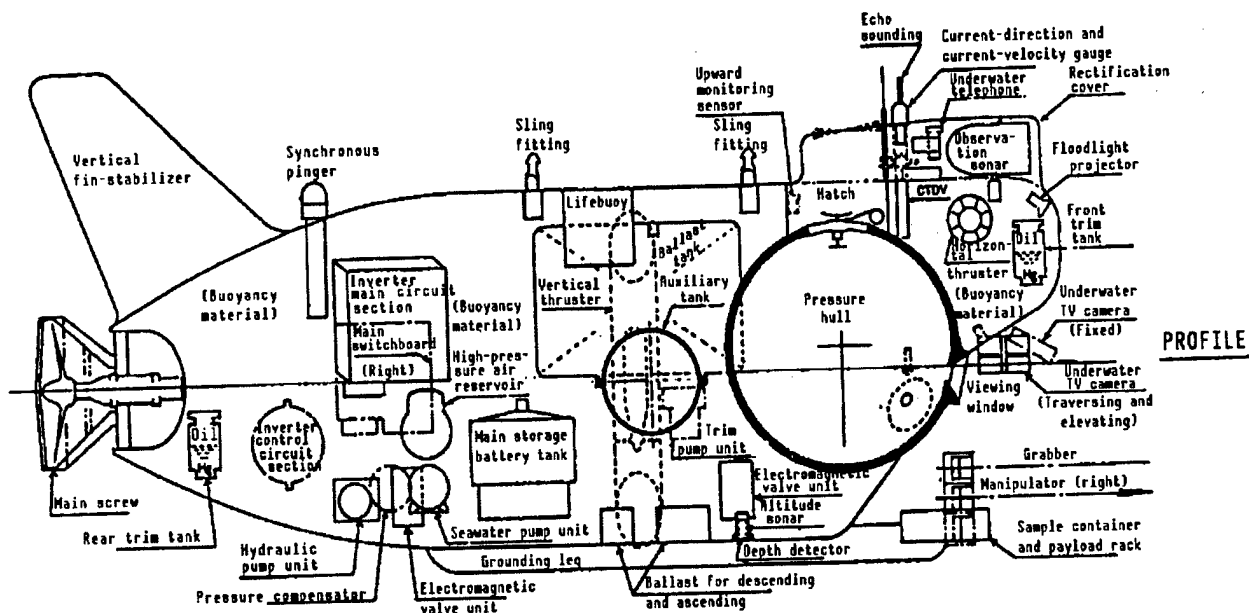 Echo
sounding
Current-direction and
current-velocity gauge
Underwater
telephone
Rectification
cover
Upward
monitoring
sensor
Sling
fitting
Sling
fitting
Observa-
tion
sonar
Floodlight
projector
Vertical
fin-stabilizer
Synchronous
pinger
Lifebuoy
Hatch
CTDV
Front
trim
tank
Oil
Hg
Horizon-
tal
thruster
Ballast
tank
Inverter
main circuit
section
(Buoyancy
material)
(Buoyancy
material)
Vertical
thruster
Auxiliary
tank
Pressure
hull
(Buoyancy
material)
Underwater
TV camera
(Fixed)
PROFILE
Main
switchboard
(Right)
High-pres-
sure air
reservoir
Viewing
window
Underwater
TV camera
(Traversing and
elevating)
Oil
Hg
Inverter
control
circuit
section
Main storage
battery tank
Trim
pump unit
Electromagnetic
valve unit
Altitude
sonar
Grabber
Manipulator (right)
Main screw
Rear trim tank
Seawater pump unit
Sample container
and payload rack
Hydraulic
pump unit
Grounding leg
Depth detector
Pressure compensator
Electromagnetic
valve unit
Ballast for descending
and ascending